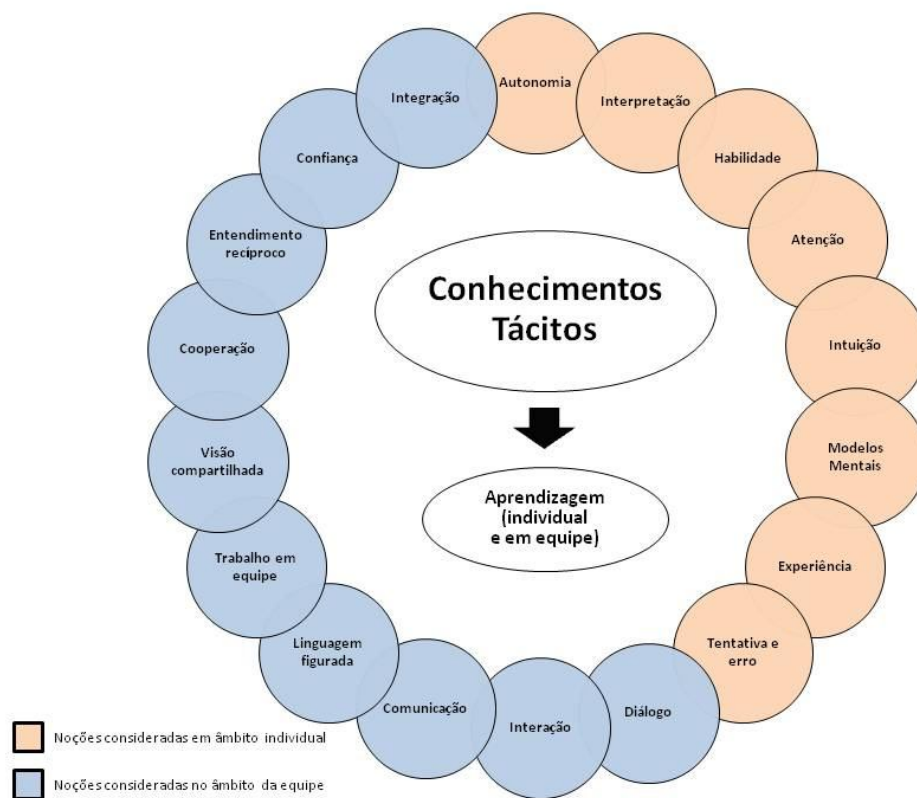 Autonomia
Interpretação
Habilidade
Atenção
Intuição
Modelos
Mentais
Experiência
Tentativa e
erro
Diálogo
Interação
Comunicação
Linguagem
figurada
Trabalho em
equipe
Visão
compartilhada
Cooperação
Entendimento
recíproco
Confiança
Integração
Conhecimentos
Tácitos
Aprendizagem
(individual
e em equipe)
Noções consideradas em âmbito individual
Noções consideradas no âmbito da equipe